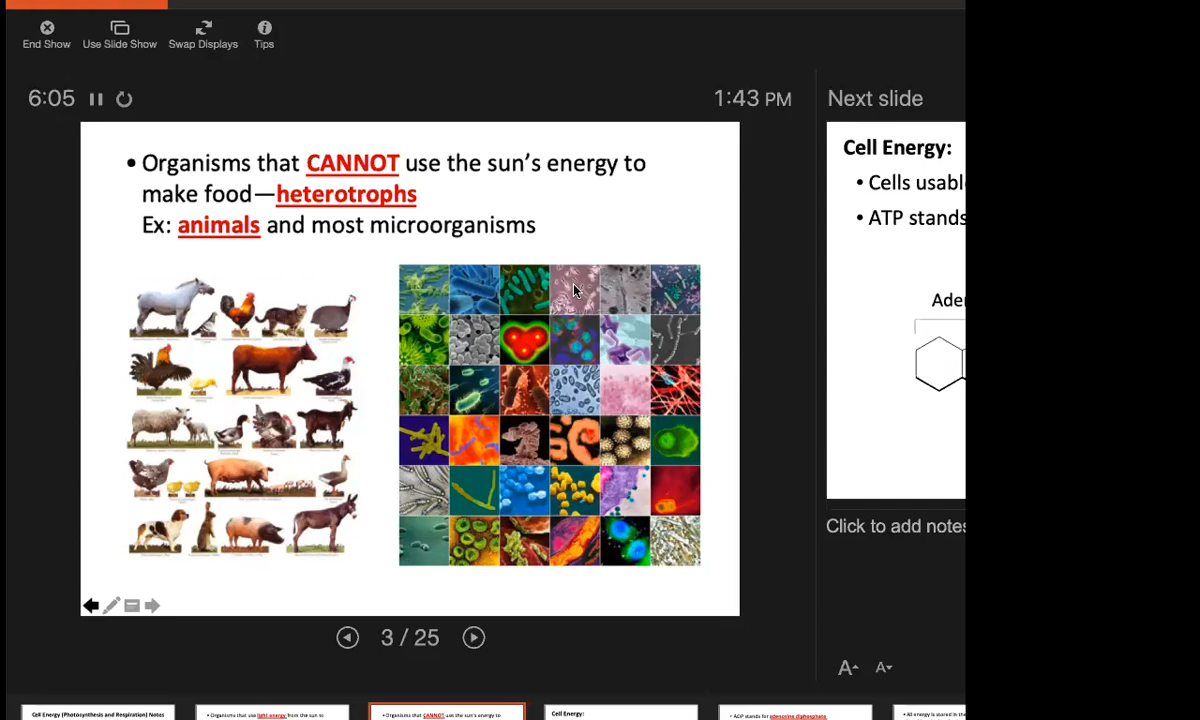 End Show
Use Slide Show
Swap Displays
Tips
6:05
1:43 PM
Next slide
• Organisms that CANNOT use the sun's energy to
make food—heterotrophs
Ex: animals and most microorganisms
Cell Energy:
• Cells usabl
• ATP stands
Ade
Click to add notes
3 / 25
A
A
Cell Energy (Photosynthesis and Respiration) Notes
• Organisms that use light energy from the sun to
• Organisms that CANNOT use the sun's energy to
Cell Energy:
• ADP stands for adenosine diphosphate
• All energy is stored in the